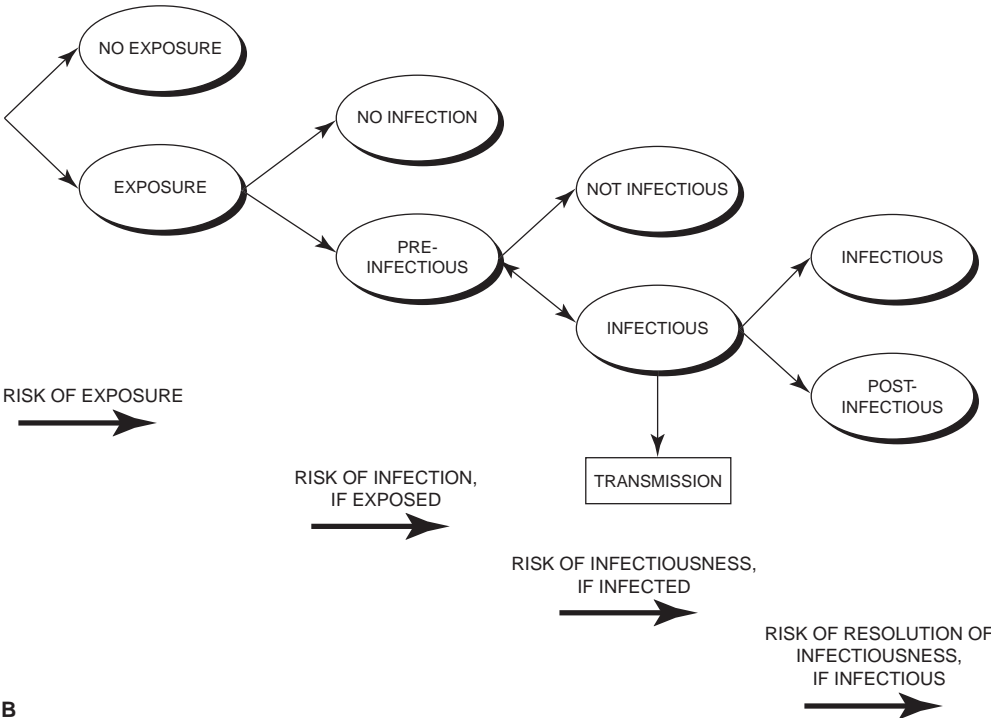 NO EXPOSURE
EXPOSURE
NO INFECTION
PRE-
INFECTIOUS
NOT INFECTIOUS
INFECTIOUS
INFECTIOUS
POST-
INFECTIOUS
TRANSMISSION
RISK OF EXPOSURE
RISK OF INFECTION,
IF EXPOSED
RISK OF INFECTIOUSNESS,
IF INFECTED
RISK OF RESOLUTION OF
INFECTIOUSNESS,
IF INFECTIOUS
B